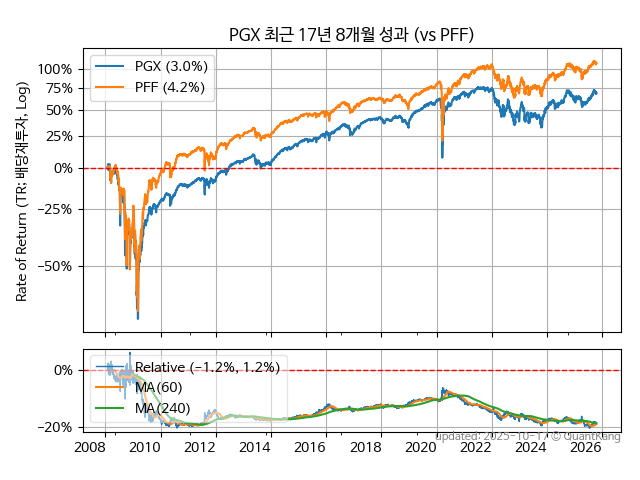 PGX 최근 17년 8개월 성과 (vs PFF)
Rate of Return (TR; 배당재투자, Log)
100%
75%
50%
25%
0%
−25%
−50%
PGX (3.0%)
PFF (4.2%)
0%
−20%
Relative (−1.2%, 1.2%)
MA(60)
MA(240)
2008 2010 2012 2014 2016 2018 2020 2022 2024 2026
updated: 2025-10-17 © QuantKang